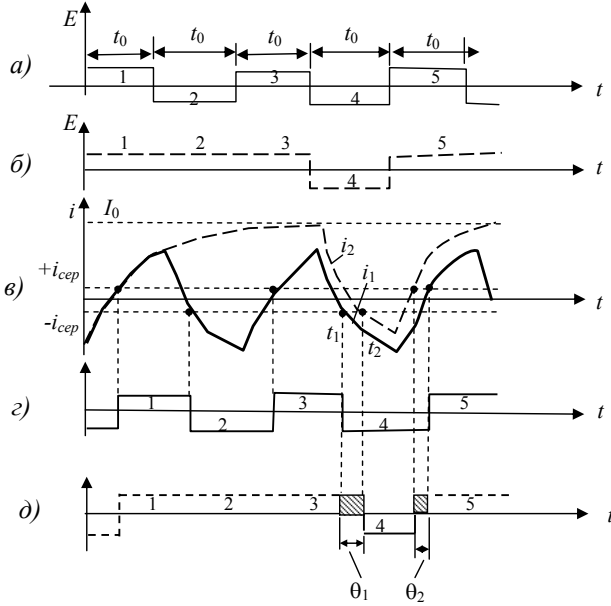 E
t₀ t₀ t₀ t₀ t₀
а) 1 2 3 4 5 t
E
б) 1 2 3 4 5 t
i I₀
+iсер i₂
в) i₁ t
-iсер t₁ t₂
г) 1 2 3 4 5 t
д) 1 2 3 4 5 t
θ₁ θ₂